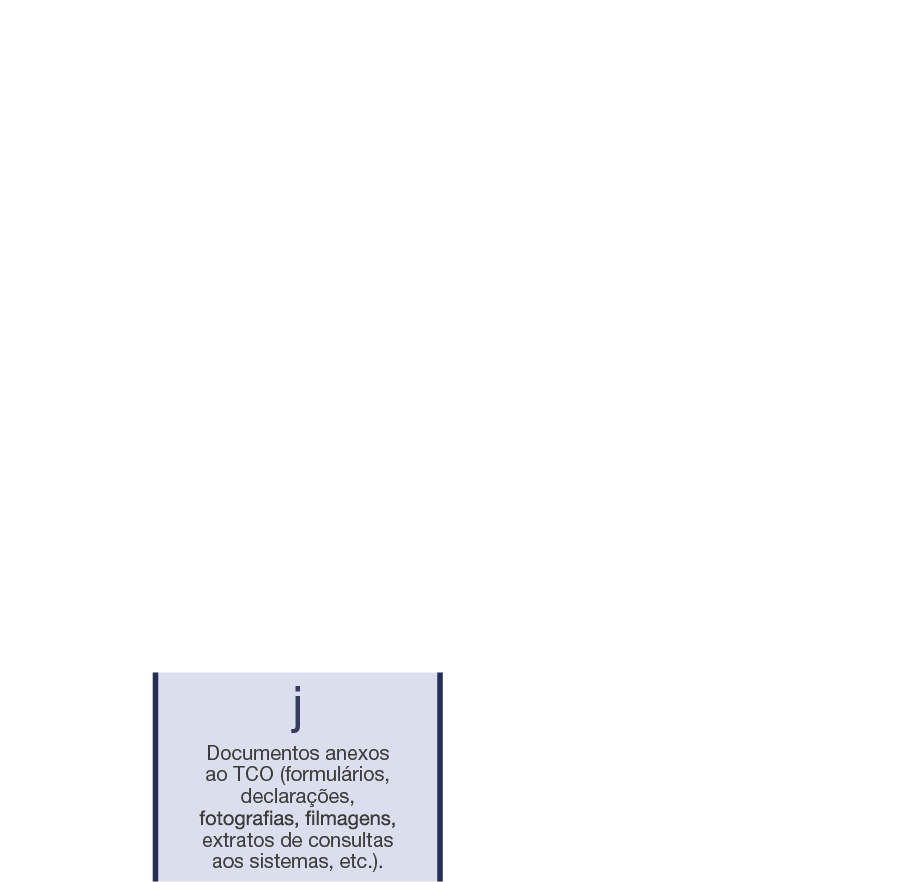 j
Documentos anexos
ao TCO (formulários,
declarações,
fotografias, filmagens,
extratos de consultas
aos sistemas, etc.).